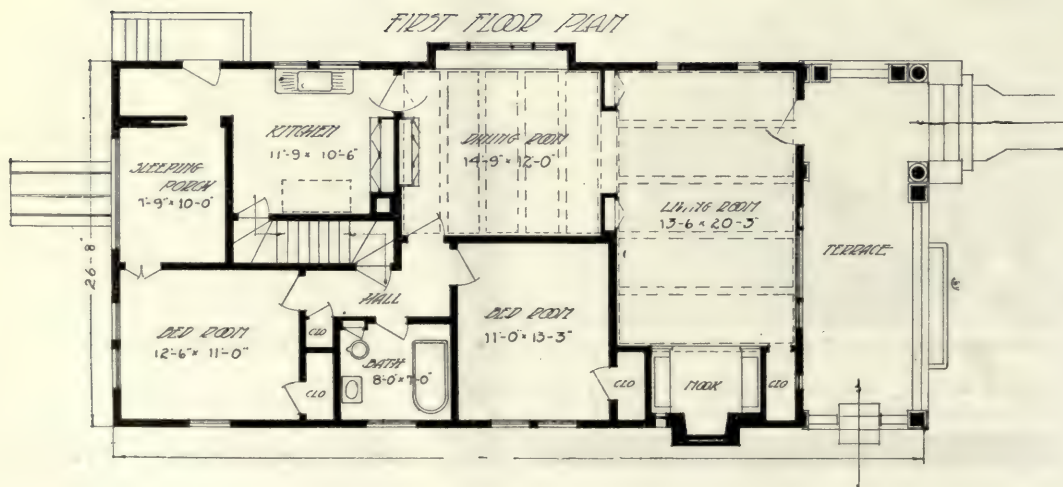 FIRST FLOOR PLAN
KITCHEN
11'-9 × 10'-6"
DINING ROOM
14'-9" × 12'-0"
SLEEPING
PORCH
7'-9" × 10'-0"
LIVING ROOM
13'-6 × 20'-3"
TERRACE
26'-8"
HALL
BED ROOM
12'-6" × 11'-0"
CLO
CLO
BATH
8'-0" × 7'-0"
BED ROOM
11'-0" × 13'-3"
CLO
NOOK
CLO